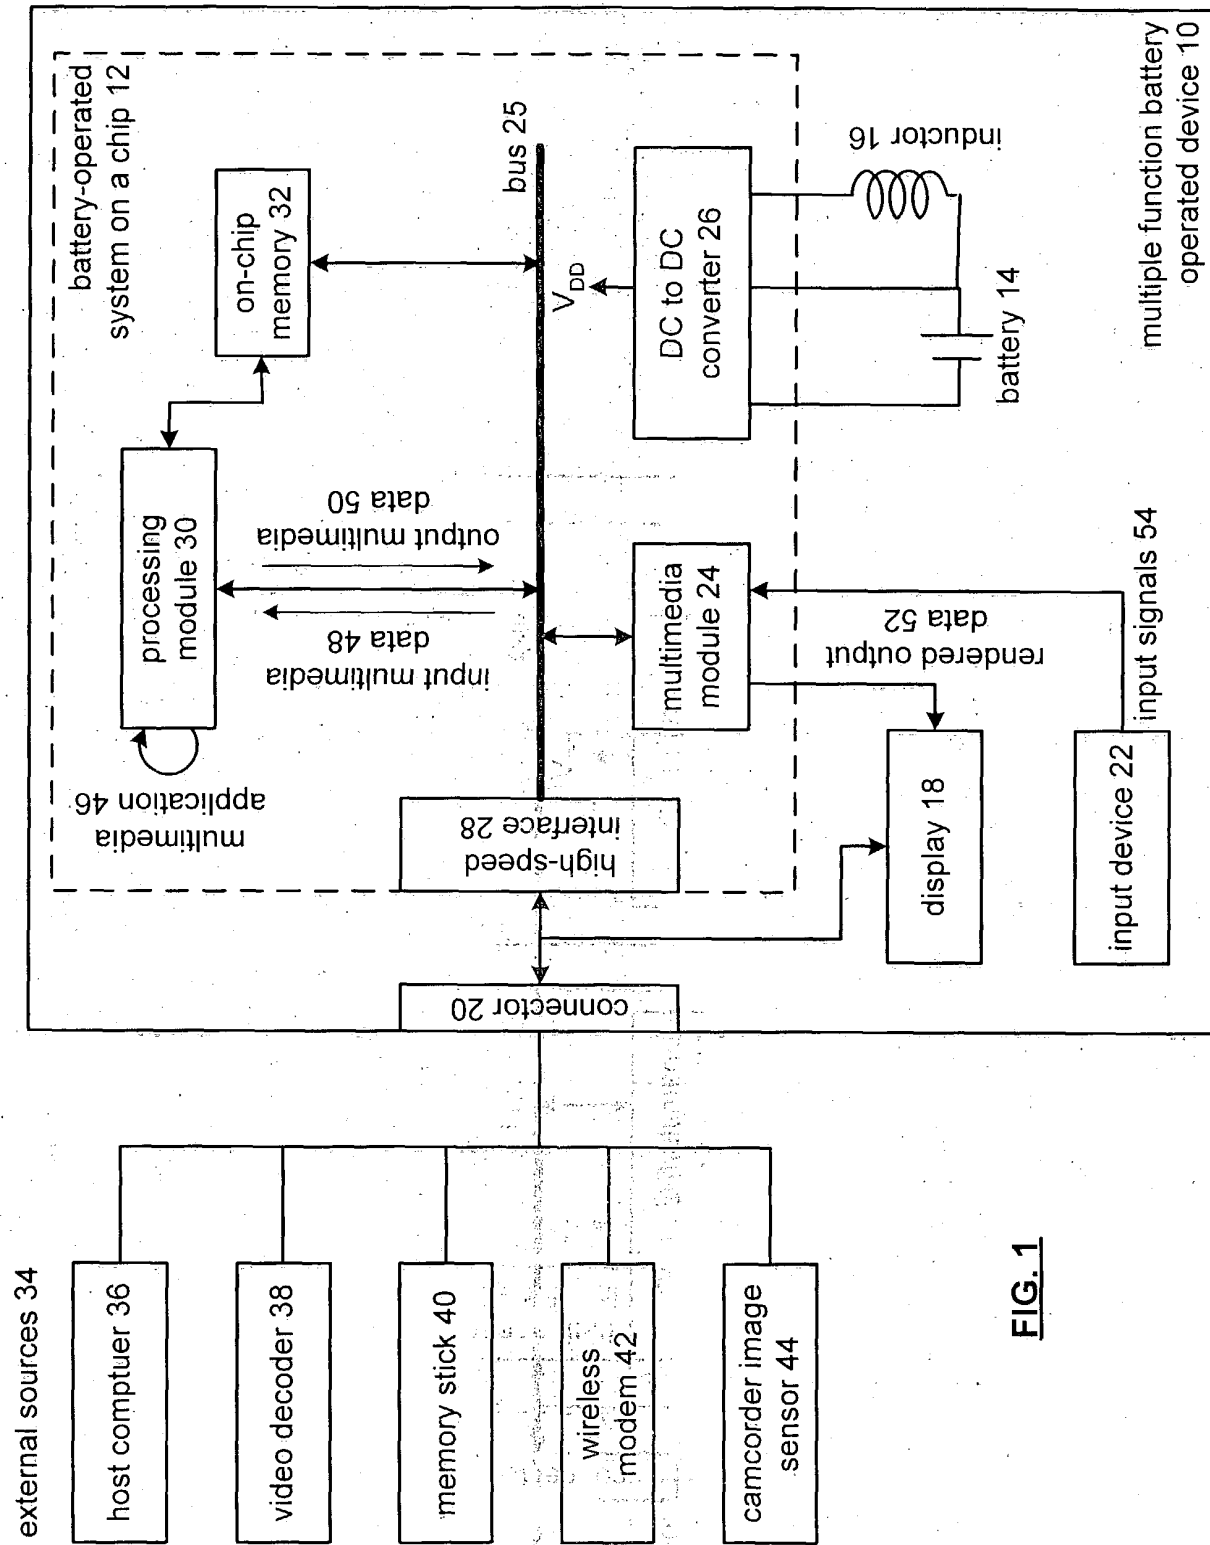 external sources 34
host comptuer 36
video decoder 38
memory stick 40
wireless
modem 42
camcorder image
sensor 44
connector 20
high-speed
interface 28
multimedia
application 46
processing
module 30
input multimedia
data 48
output multimedia
data 50
on-chip
memory 32
battery-operated
system on a chip 12
bus 25
multimedia
module 24
VDD
DC to DC
converter 26
inductor 16
battery 14
rendered output
data 52
display 18
input device 22
input signals 54
multiple function battery
operated device 10
FIG. 1